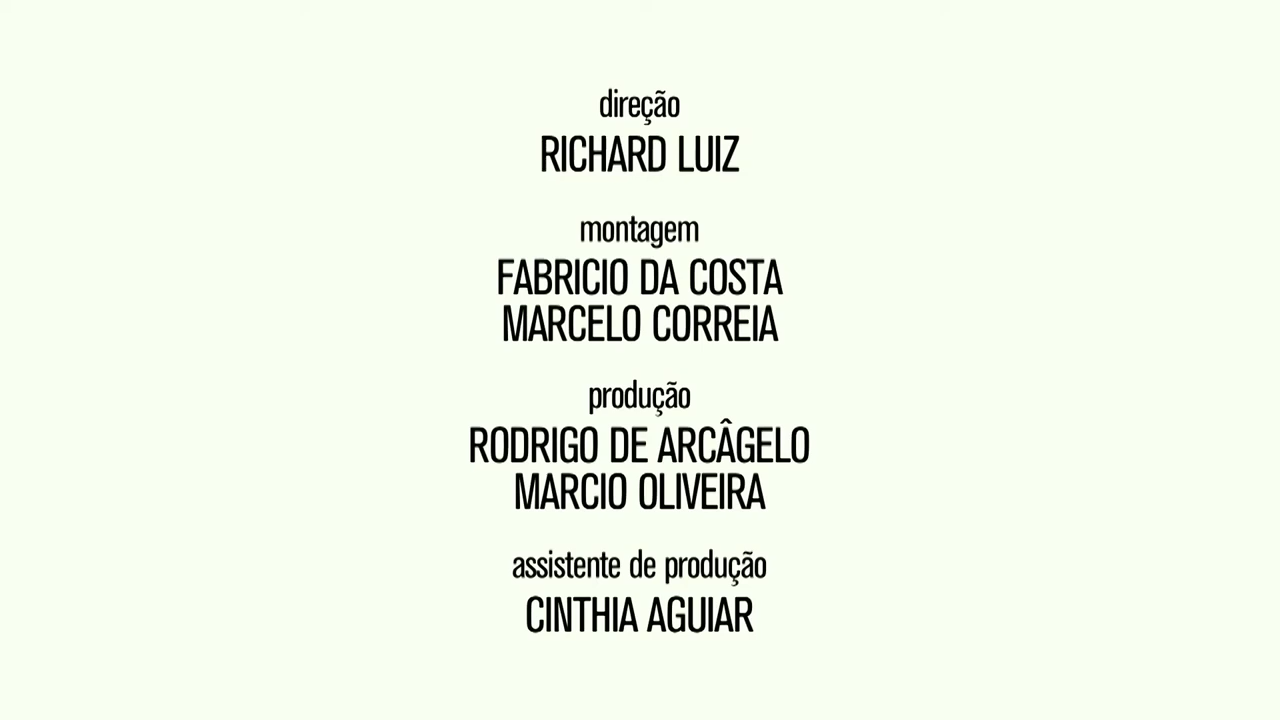 direção
RICHARD LUIZ
montagem
FABRICIO DA COSTA
MARCELO CORREIA
produção
RODRIGO DE ARCÂGELO
MARCIO OLIVEIRA
assistente de produção
CINTHIA AGUIAR